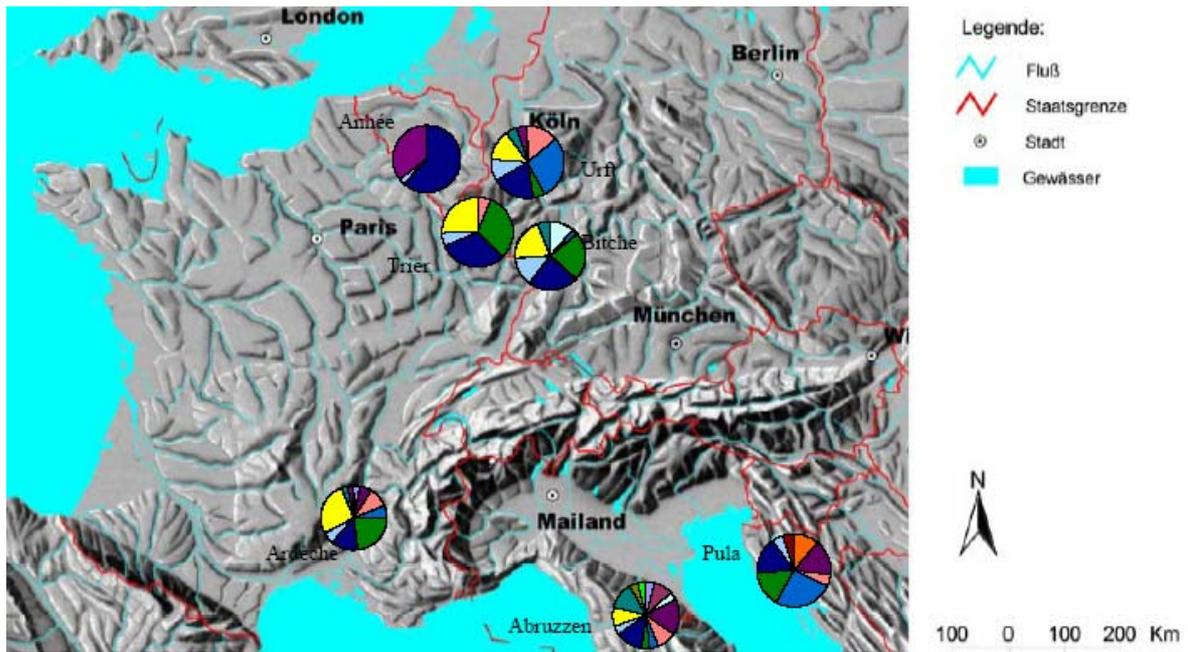 London
Berlin
Anhée
Köln
Urft
Paris
Bitche
Trier
München
Wi
Mailand
Ardeche
Pula
Abruzzen
Legende:
Fluß
Staatsgrenze
Stadt
Gewässer
N
100 0 100 200 Km